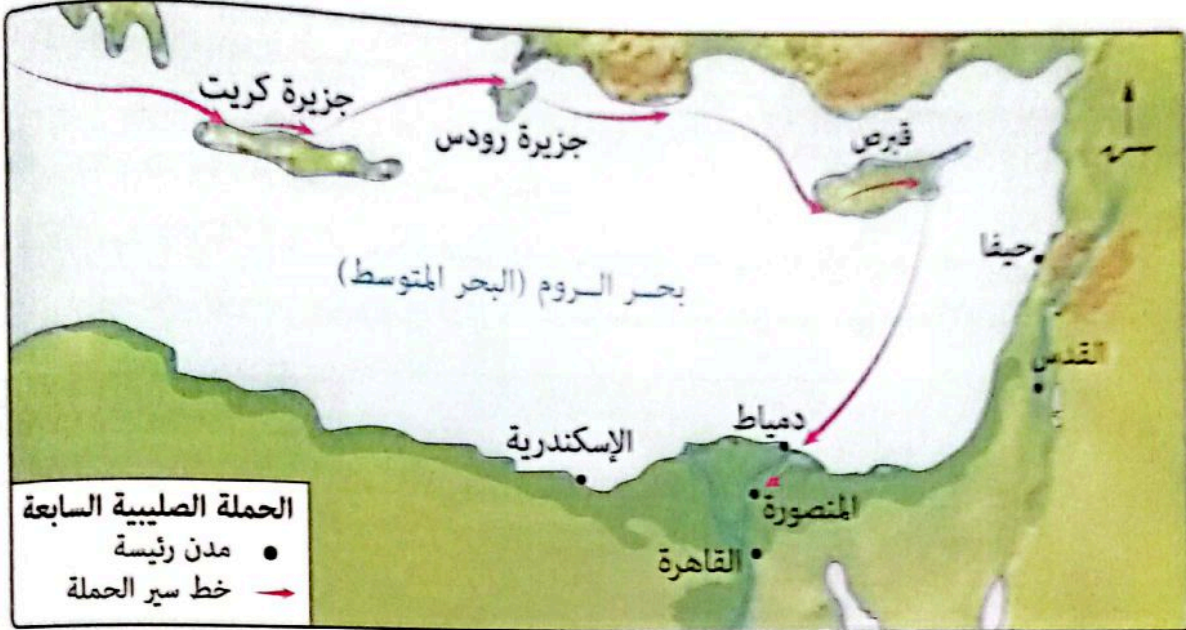 جزيرة كريت
جزيرة رودس
قبرص
حيفا
بحر الروم (البحر المتوسط)
القدس
دمياط
الإسكندرية
المنصورة
القاهرة
الحملة الصليبية السابعة
مدن رئيسة
خط سير الحملة